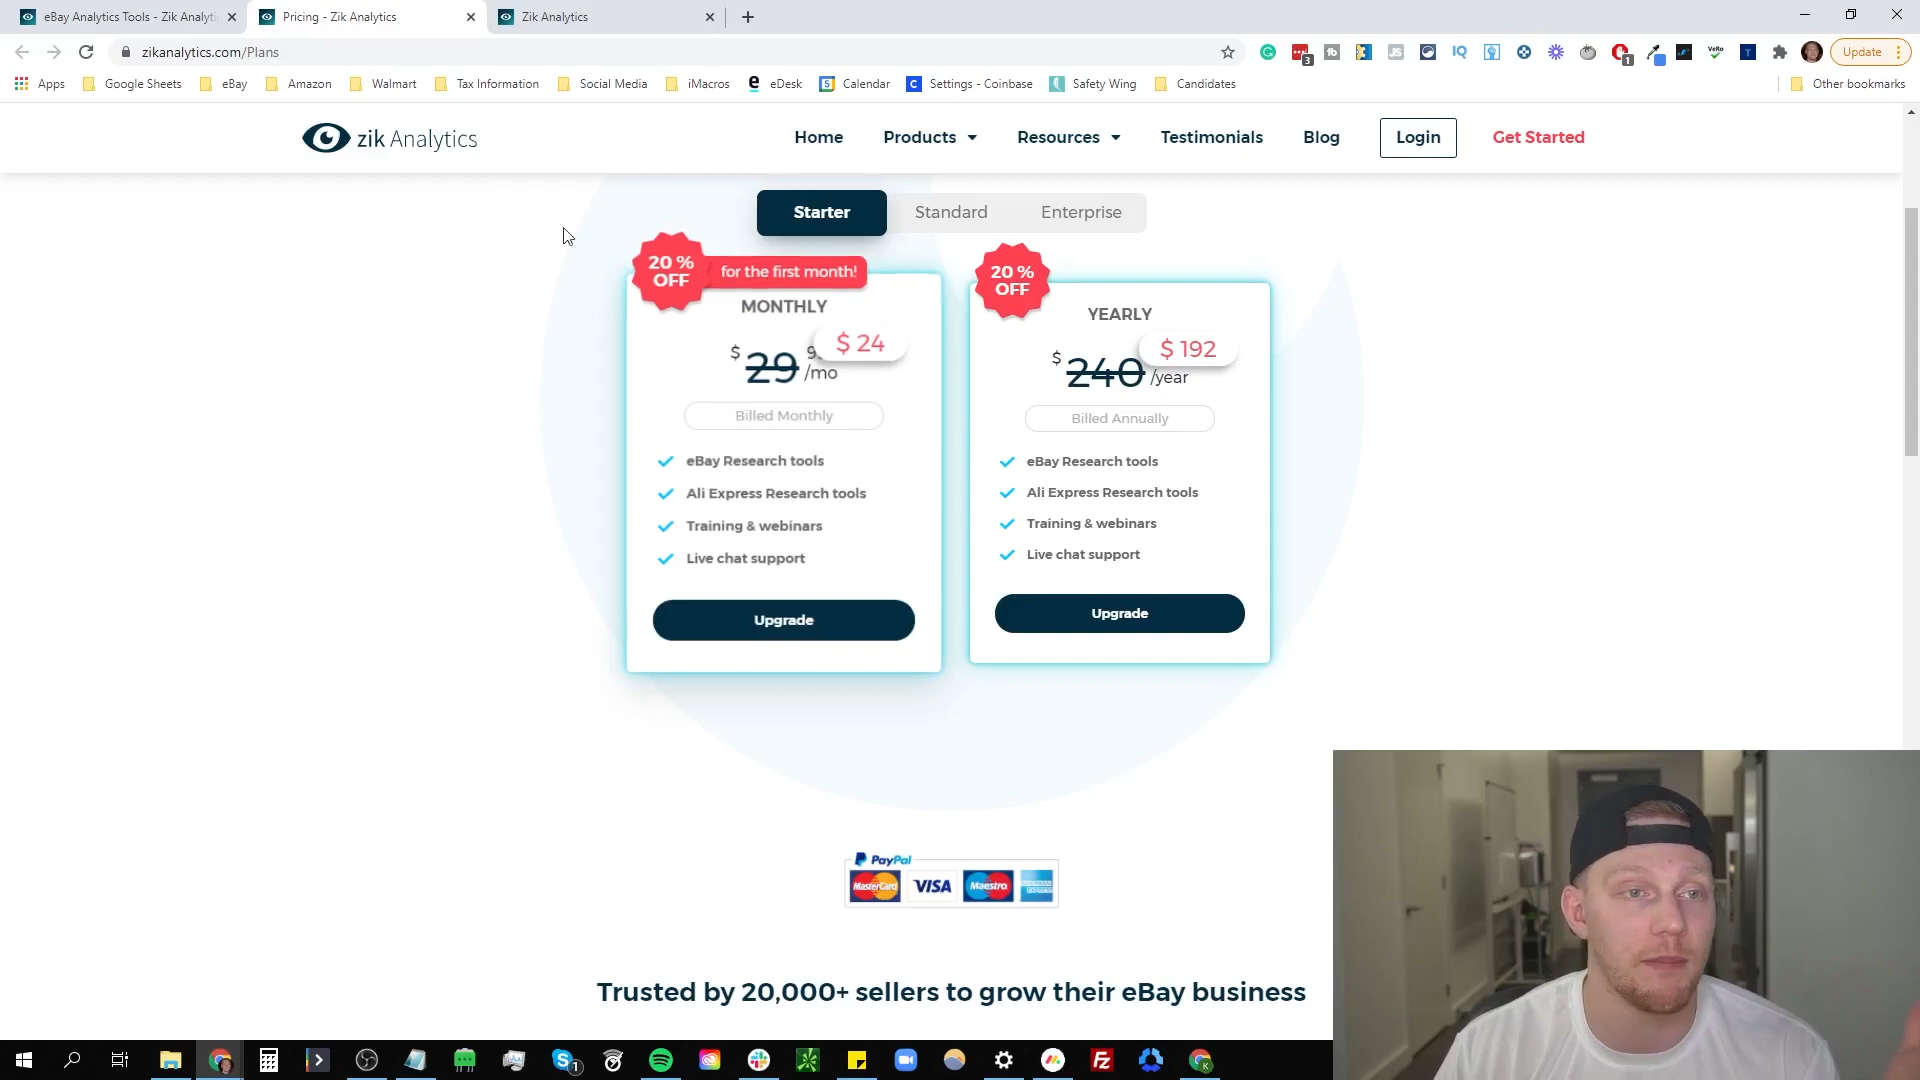 eBay Analytics Tools - Zik Analyti
Pricing - Zik Analytics
Zik Analytics
zikanalytics.com/Plans
Update
Apps
Google Sheets
eBay
Amazon
Walmart
Tax Information
Social Media
iMacros
eDesk
Calendar
Settings - Coinbase
Safety Wing
Candidates
Other bookmarks
zik Analytics
Home
Products
Resources
Testimonials
Blog
Login
Get Started
Starter
Standard
Enterprise
20 %
OFF
for the first month!
MONTHLY
$ 29 /mo
$ 24
Billed Monthly
eBay Research tools
Ali Express Research tools
Training & webinars
Live chat support
Upgrade
20 %
OFF
YEARLY
$ 240 /year
$ 192
Billed Annually
eBay Research tools
Ali Express Research tools
Training & webinars
Live chat support
Upgrade
PayPal
MasterCard
VISA
Maestro
Trusted by 20,000+ sellers to grow their eBay business